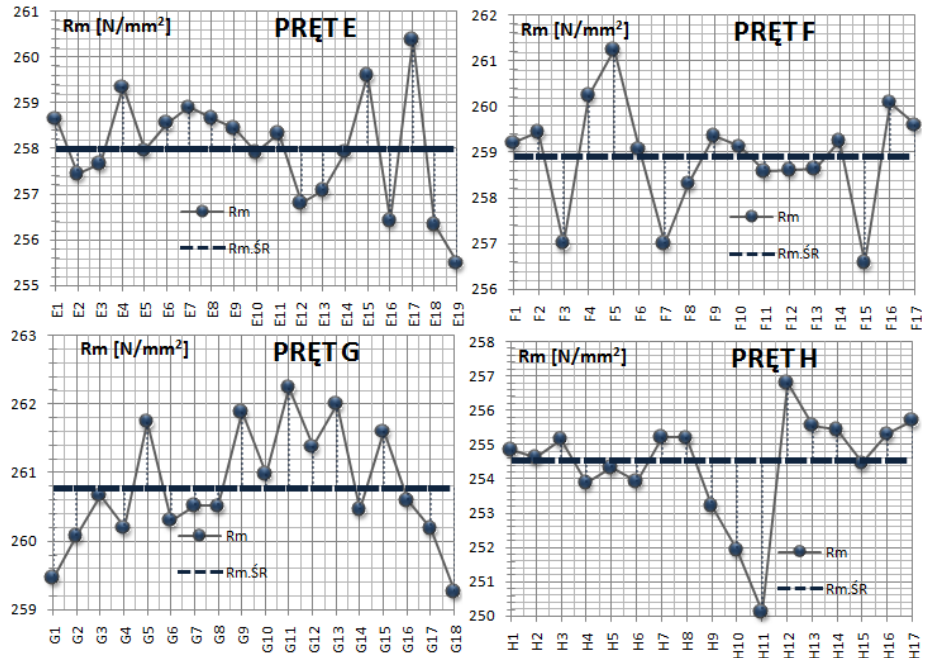 Rm [N/mm²]
PRĘT E
261
260
259
258
257
256
255
Rm
Rm.ŚR
E1 E2 E3 E4 E5 E6 E7 E8 E9 E10 E11 E12 E13 E14 E15 E16 E17 E18 E19
Rm [N/mm²]
PRĘT F
262
261
260
259
258
257
256
Rm
Rm.ŚR
F1 F2 F3 F4 F5 F6 F7 F8 F9 F10 F11 F12 F13 F14 F15 F16 F17
Rm [N/mm²]
PRĘT G
263
262
261
260
259
Rm
Rm.ŚR
G1 G2 G3 G4 G5 G6 G7 G8 G9 G10 G11 G12 G13 G14 G15 G16 G17 G18
Rm [N/mm²]
PRĘT H
258
257
256
255
254
253
252
251
250
Rm
Rm.ŚR
H1 H2 H3 H4 H5 H6 H7 H8 H9 H10 H11 H12 H13 H14 H15 H16 H17